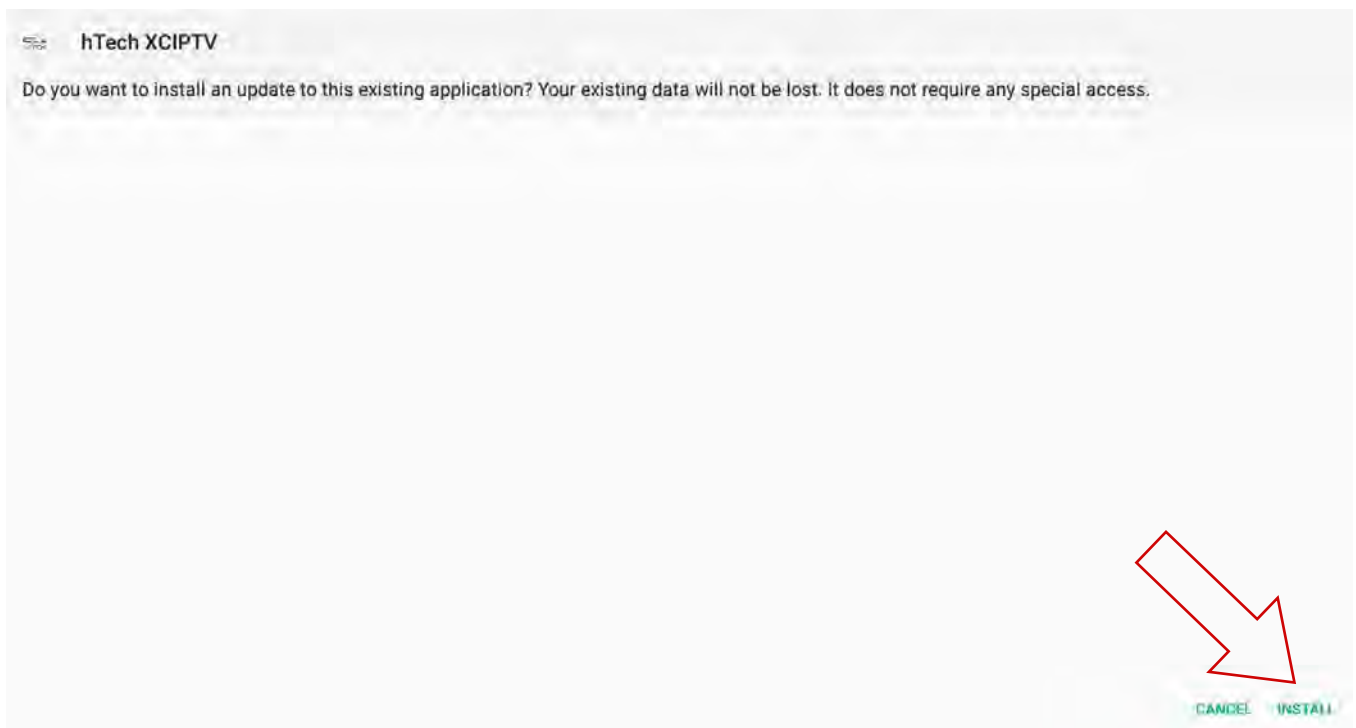 hTech XCIPTV
Do you want to install an update to this existing application? Your existing data will not be lost. It does not require any special access.
CANCEL INSTALL